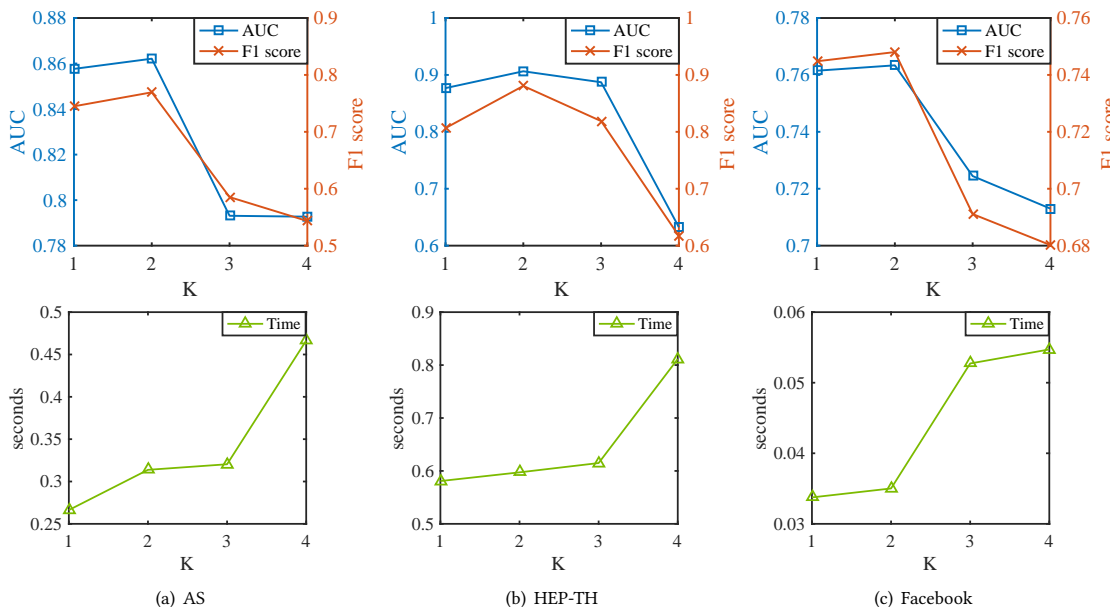 0.88
0.86
0.84
0.82
0.8
0.78
AUC
0.9
0.8
0.7
0.6
0.5
F1 score
AUC
F1 score
1
2
3
4
K
1
0.9
0.8
0.7
0.6
AUC
1
0.9
0.8
0.7
0.6
F1 score
AUC
F1 score
1
2
3
4
K
0.78
0.76
0.74
0.72
0.7
AUC
0.76
0.74
0.72
0.7
0.68
F1 score
AUC
F1 score
1
2
3
4
K
0.5
0.45
0.4
0.35
0.3
0.25
seconds
Time
1
2
3
4
K
0.9
0.8
0.7
0.6
0.5
seconds
Time
1
2
3
4
K
0.06
0.05
0.04
0.03
seconds
Time
1
2
3
4
K
(a) AS
(b) HEP-TH
(c) Facebook